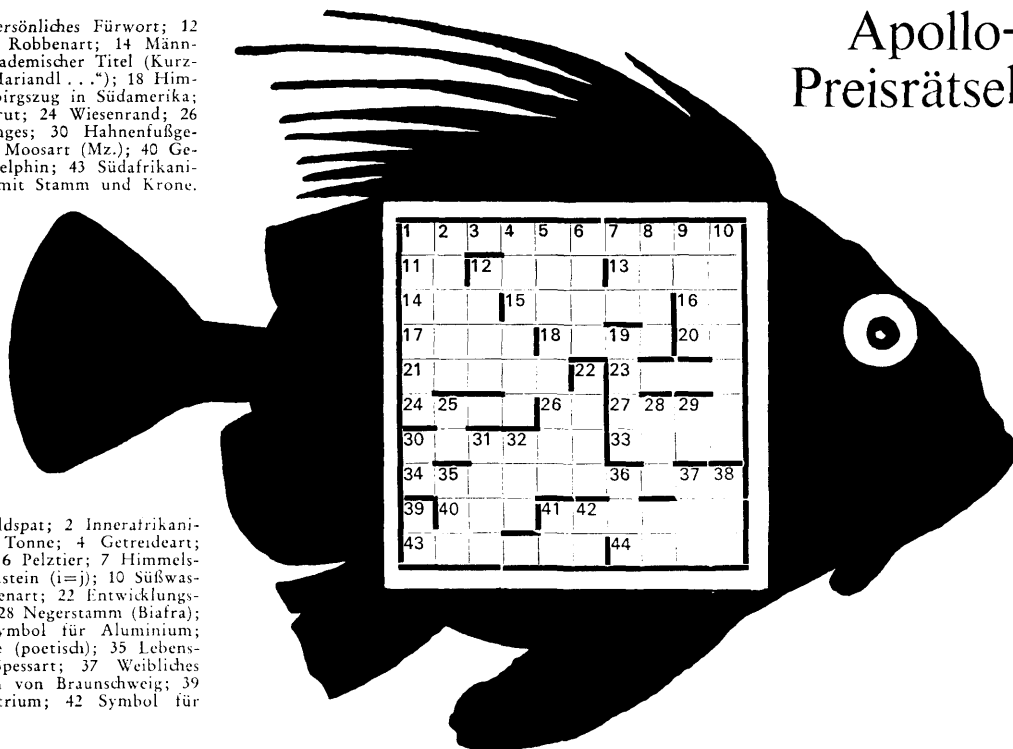 ersönliches Fürwort; 12
Robbenart; 14 Männ-
ademischer Titel (Kurz-
ariandl . . ."); 18 Him-
birgszug in Südamerika;
rut; 24 Wiesenrand; 26
nges; 30 Hahnenfußge-
Moosart (Mz.); 40 Ge-
elphin; 43 Südafrikani-
mit Stamm und Krone.
Apollo-
Preisrätsel
1 2 3 4 5 6 7 8 9 10
11 12 13
14 15 16
17 18 19 20
21 22 23
24 25 26 27 28 29
30 31 32 33
34 35 36 37 38
39 40 41 42
43 44
ldspat; 2 Innerafrikani-
Tonne; 4 Getreideart;
6 Pelztier; 7 Himmels-
stein (i=j); 10 Süßwas-
enart; 22 Entwicklungs-
28 Negerstamm (Biafra);
ymbol für Aluminium;
e (poetisch); 35 Lebens-
Spessart; 37 Weibliches
n von Braunschweig; 39
trium; 42 Symbol für